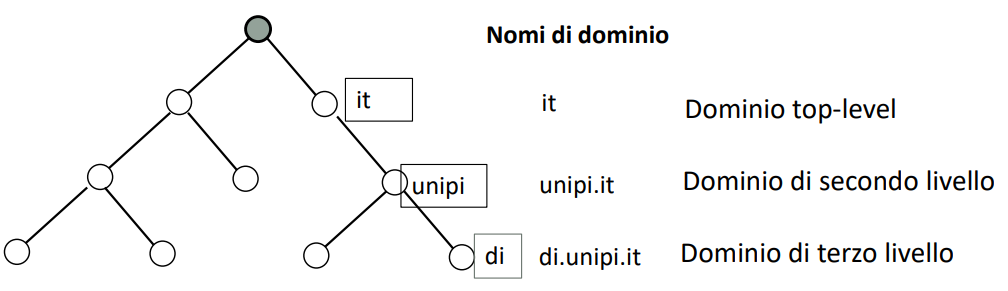 Nomi di dominio
it
it
Dominio top-level
unipi
unipi.it
Dominio di secondo livello
di
di.unipi.it
Dominio di terzo livello